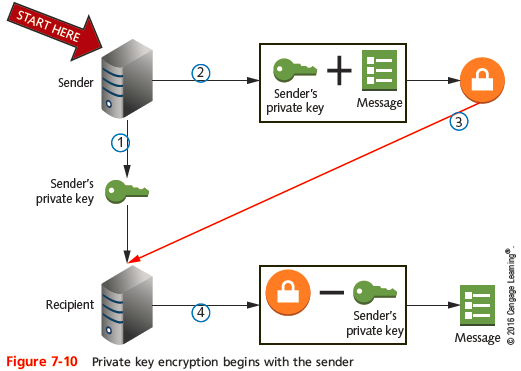 START HERE
Sender
2
Sender's
private key
Message
3
1
Sender's
private key
Recipient
4
Sender's
private key
Message
© 2016 Cengage Learning®.
Figure 7-10 Private key encryption begins with the sender